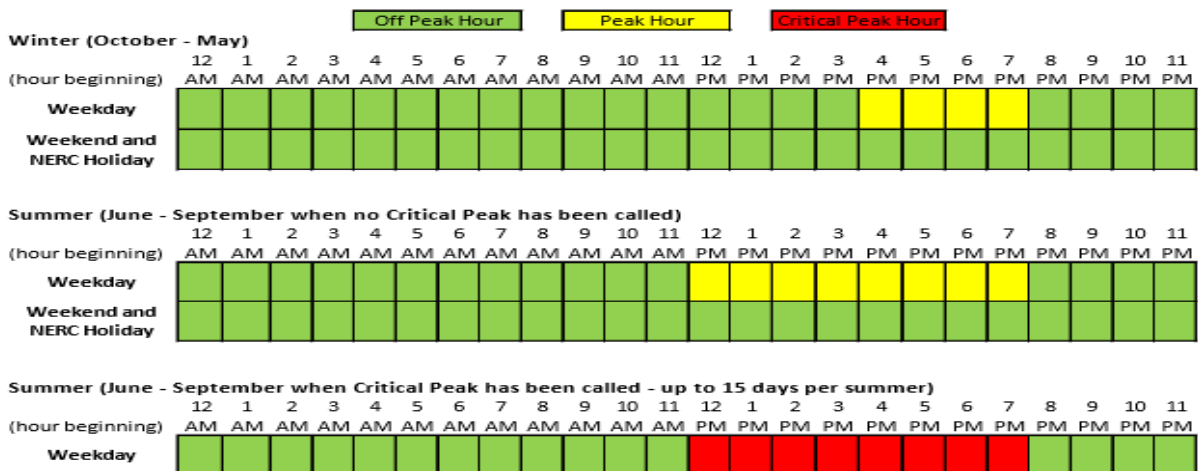 Off Peak Hour Peak Hour Critical Peak Hour
Winter (October - May)
12 1 2 3 4 5 6 7 8 9 10 11 12 1 2 3 4 5 6 7 8 9 10 11
(hour beginning) AM AM AM AM AM AM AM AM AM AM AM AM PM PM PM PM PM PM PM PM PM PM PM PM
Weekday
Weekend and
NERC Holiday
Summer (June - September when no Critical Peak has been called)
12 1 2 3 4 5 6 7 8 9 10 11 12 1 2 3 4 5 6 7 8 9 10 11
(hour beginning) AM AM AM AM AM AM AM AM AM AM AM AM PM PM PM PM PM PM PM PM PM PM PM PM
Weekday
Weekend and
NERC Holiday
Summer (June - September when Critical Peak has been called - up to 15 days per summer)
12 1 2 3 4 5 6 7 8 9 10 11 12 1 2 3 4 5 6 7 8 9 10 11
(hour beginning) AM AM AM AM AM AM AM AM AM AM AM AM PM PM PM PM PM PM PM PM PM PM PM PM
Weekday